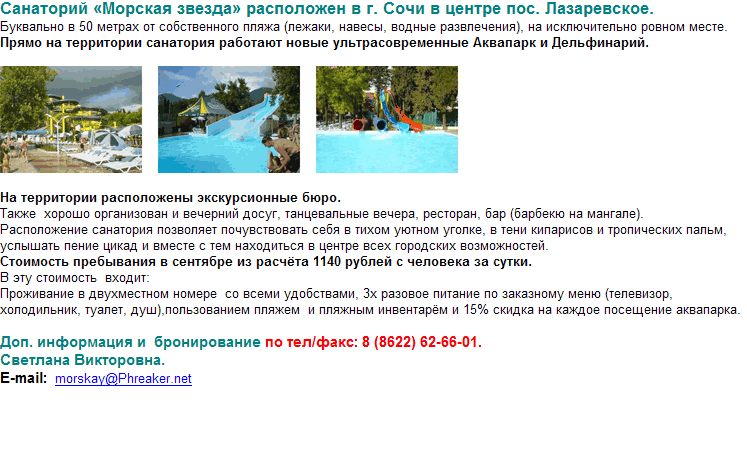 Санаторий «Морская звезда» расположен в г. Сочи в центре пос. Лазаревское.
Буквально в 50 метрах от собственного пляжа (лежаки, навесы, водные развлечения), на исключительно ровном месте.
Прямо на территории санатория работают новые ультрасовременные Аквапарк и Дельфинарий.
На территории расположены экскурсионные бюро.
Также  хорошо организован и вечерний досуг, танцевальные вечера, ресторан, бар (барбекю на мангале).
Расположение санатория позволяет почувствовать себя в тихом уютном уголке, в тени кипарисов и тропических пальм,
услышать пение цикад и вместе с тем находиться в центре всех городских возможностей.
Стоимость пребывания в сентябре из расчёта 1140 рублей с человека за сутки.
В эту стоимость  входит:
Проживание в двухместном номере  со всеми удобствами, 3х разовое питание по заказному меню (телевизор,
холодильник, туалет, душ),пользованием пляжем  и пляжным инвентарём и 15% скидка на каждое посещение аквапарка.
Доп. информация и  бронирование по тел/факс: 8 (8622) 62-66-01.
Светлана Викторовна.
E-mail:  morskay@Phreaker.net